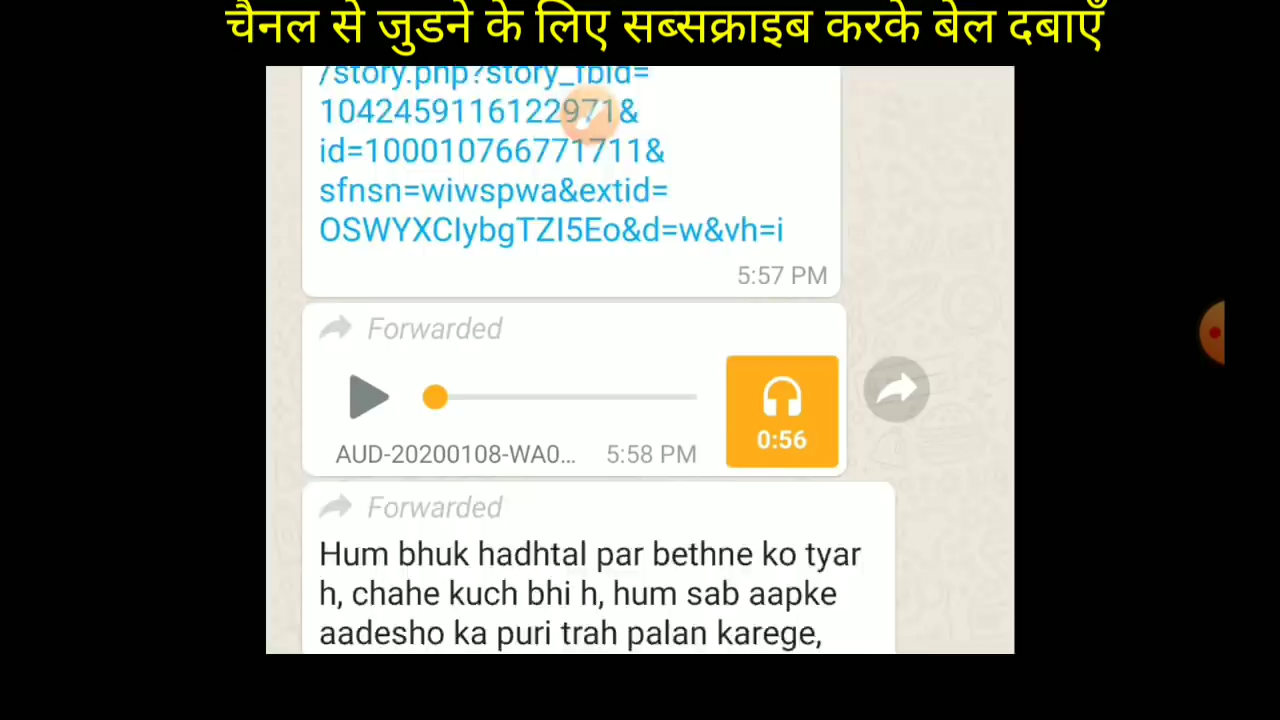 चैनल से जुडने के लिए सब्सक्राइब करके बेल दबाएँ
/story.php?story_fbid=
1042459116122971&
id=100010766771711&
sfnsn=wiwspwa&extid=
OSWYXCIybgTZI5Eo&d=w&vh=i
5:57 PM
Forwarded
0:56
AUD-20200108-WA0... 5:58 PM
Forwarded
Hum bhuk hadhtal par bethne ko tyar
h, chahe kuch bhi h, hum sab aapke
aadesho ka puri trah palan karege,